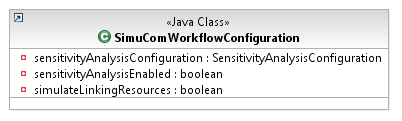 «Java Class»
SimuComWorkflowConfiguration
sensitivityAnalysisConfiguration : SensitivityAnalysisConfiguration
sensitivityAnalysisEnabled : boolean
simulateLinkingResources : boolean